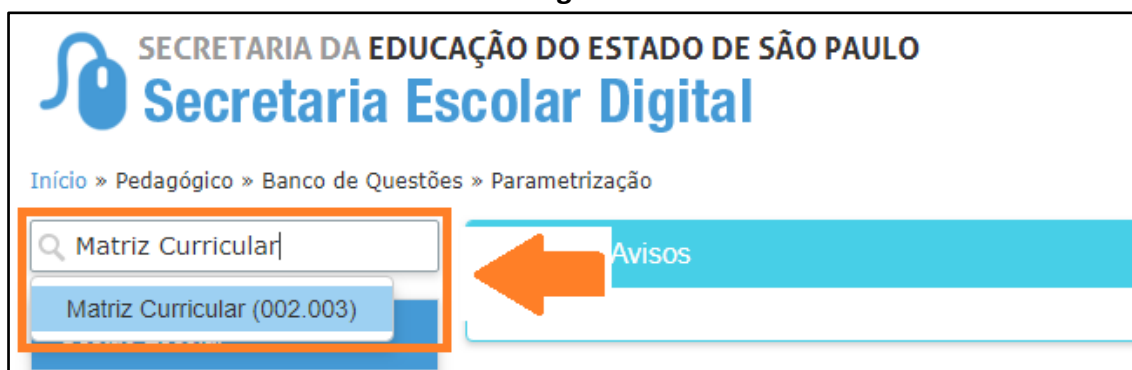 SECRETARIA DA EDUCAÇÃO DO ESTADO DE SÃO PAULO
Secretaria Escolar Digital
Início » Pedagógico » Banco de Questões » Parametrização
Matriz Curricular
Avisos
Matriz Curricular (002.003)